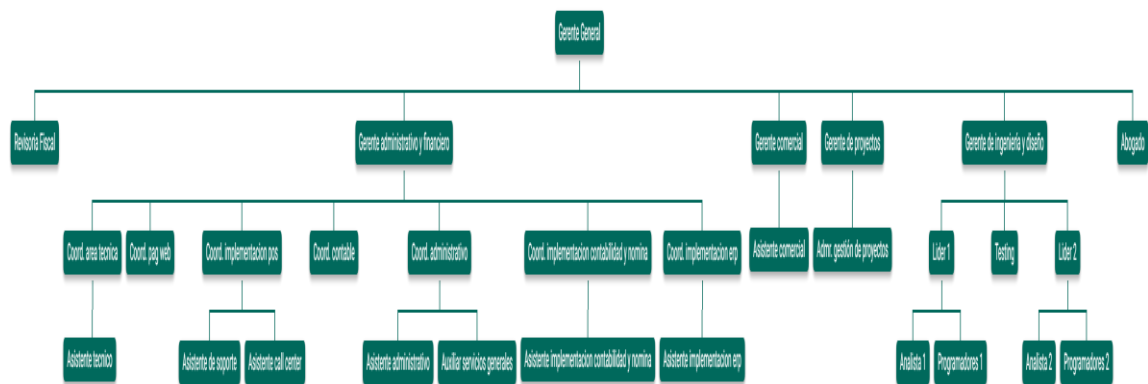 Gerente General
Revisoria Fiscal
Gerente administrativo y financiero
Gerente comercial
Gerente de proyectos
Gerente de ingeniería y diseño
Abogado
Coord. area tecnica
Coord. pag web
Coord. implementacion pos
Coord. contable
Coord. administrativo
Coord. implementacion contabilidad y nomina
Coord. implementacion erp
Asistente comercial
Admr. gestión de proyectos
Lider 1
Testing
Lider 2
Asistente tecnico
Asistente de soporte
Asistente call center
Asistente administrativo
Auxiliar servicios generales
Asistente implementacion contabilidad y nomina
Asistente implementacion erp
Analista 1
Programadores 1
Analista 2
Programadores 2